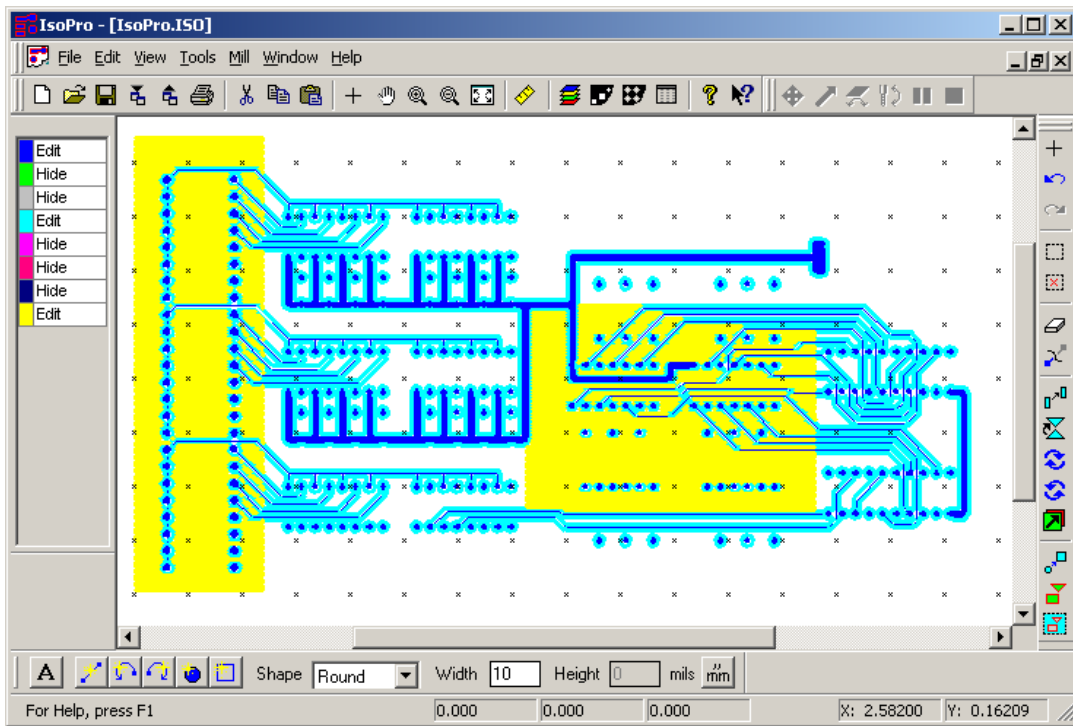 IsoPro - [IsoPro.ISO]
File Edit View Tools Mill Window Help
Edit
Hide
Hide
Edit
Hide
Hide
Hide
Edit
A Shape Round Width 10 Height 0 mils " mm
For Help, press F1 0.000 0.000 0.000 X: 2.58200 Y: 0.16209